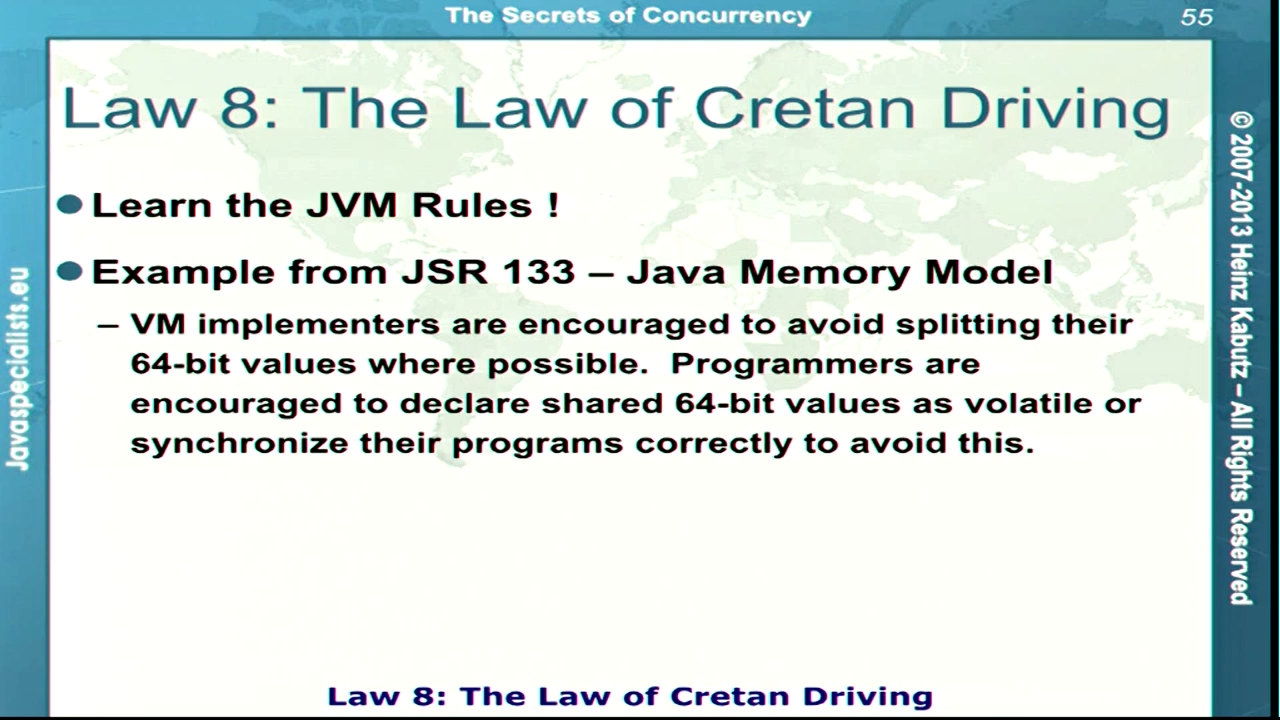 The Secrets of Concurrency
55
Law 8: The Law of Cretan Driving
Learn the JVM Rules !
Example from JSR 133 – Java Memory Model
– VM implementers are encouraged to avoid splitting their
64-bit values where possible. Programmers are
encouraged to declare shared 64-bit values as volatile or
synchronize their programs correctly to avoid this.
Javaspecialists.eu
© 2007-2013 Heinz Kabutz – All Rights Reserved
Law 8: The Law of Cretan Driving